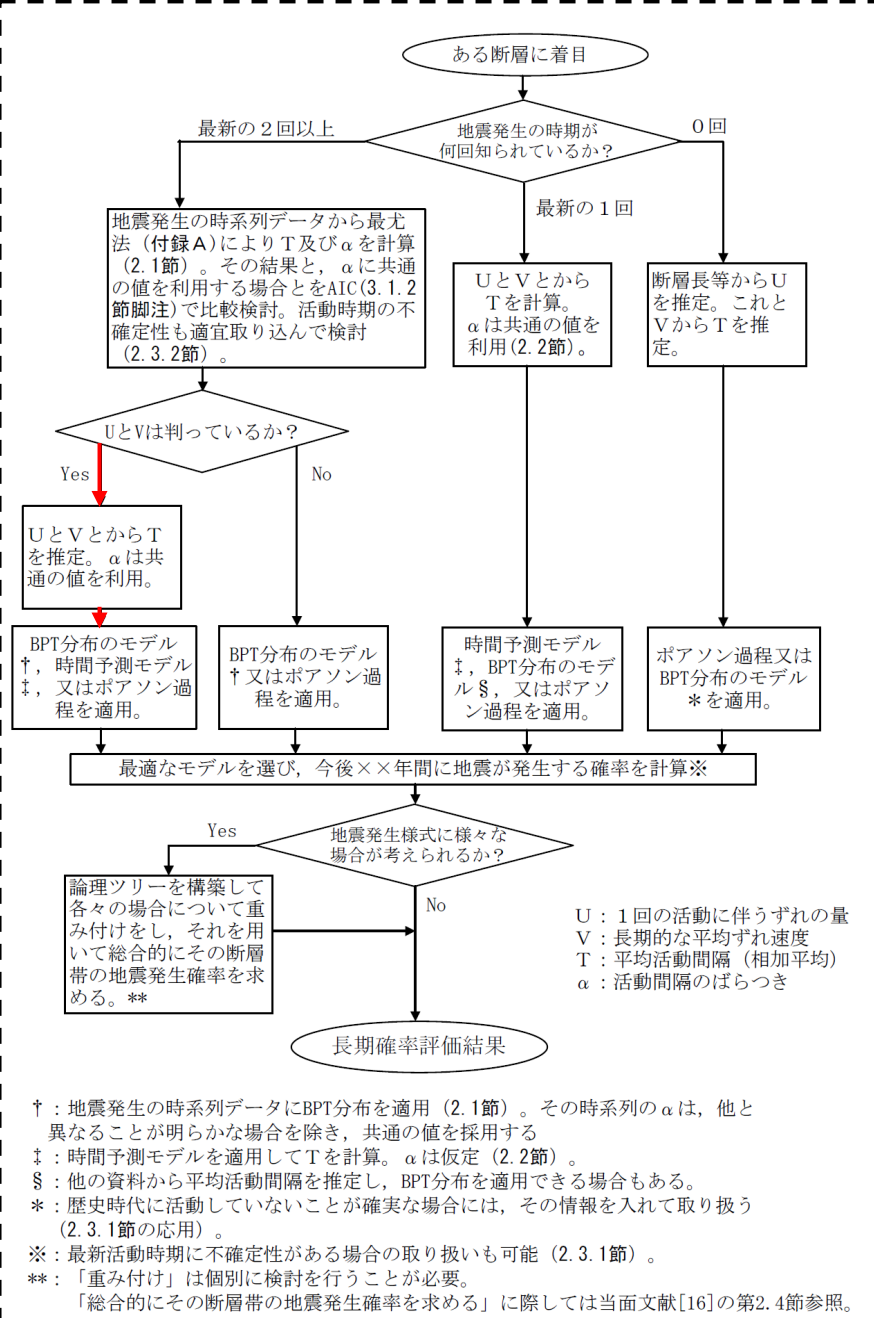 ある断層に着目
地震発生の時期が
何回知られているか？
最新の２回以上
０回
最新の１回
地震発生の時系列データから最尤
法（付録Ａ)によりＴ及びαを計算
（2.1節）。その結果と，αに共通
の値を利用する場合とをAIC(3.1.2
節脚注)で比較検討。活動時期の不
確定性も適宜取り込んで検討
（2.3.2節）。
ＵとＶとから
Ｔを計算。
αは共通の値を
利用(2.2節)。
断層長等からＵ
を推定。これと
ＶからＴを推
定。
UとVは判っているか？
Yes
No
ＵとＶとからＴ
を推定。αは共
通の値を利用。
BPT分布のモデル
†，時間予測モデル
‡，又はポアソン過
程を適用。
BPT分布のモデル
†又はポアソン過
程を適用。
時間予測モデル
‡，BPT分布のモデ
ル§，又はポアソ
ン過程を適用。
ポアソン過程又は
BPT分布のモデル
＊を適用。
最適なモデルを選び，今後××年間に地震が発生する確率を計算※
地震発生様式に様々な
場合が考えられるか？
Yes
No
論理ツリーを構築して
各々の場合について重
み付けをし，それを用
いて総合的にその断層
帯の地震発生確率を求
める。**
Ｕ：１回の活動に伴うずれの量
Ｖ：長期的な平均ずれ速度
Ｔ：平均活動間隔（相加平均）
α：活動間隔のばらつき
長期確率評価結果
†：地震発生の時系列データにBPT分布を適用（2.1節）。その時系列のαは，他と
異なることが明らかな場合を除き，共通の値を採用する
‡：時間予測モデルを適用してＴを計算。αは仮定（2.2節）。
§：他の資料から平均活動間隔を推定し，BPT分布を適用できる場合もある。
＊：歴史時代に活動していないことが確実な場合には，その情報を入れて取り扱う
（2.3.1節の応用）。
※：最新活動時期に不確定性がある場合の取り扱いも可能（2.3.1節）。
**：「重み付け」は個別に検討を行うことが必要。
「総合的にその断層帯の地震発生確率を求める」に際しては当面文献[16]の第2.4節参照。